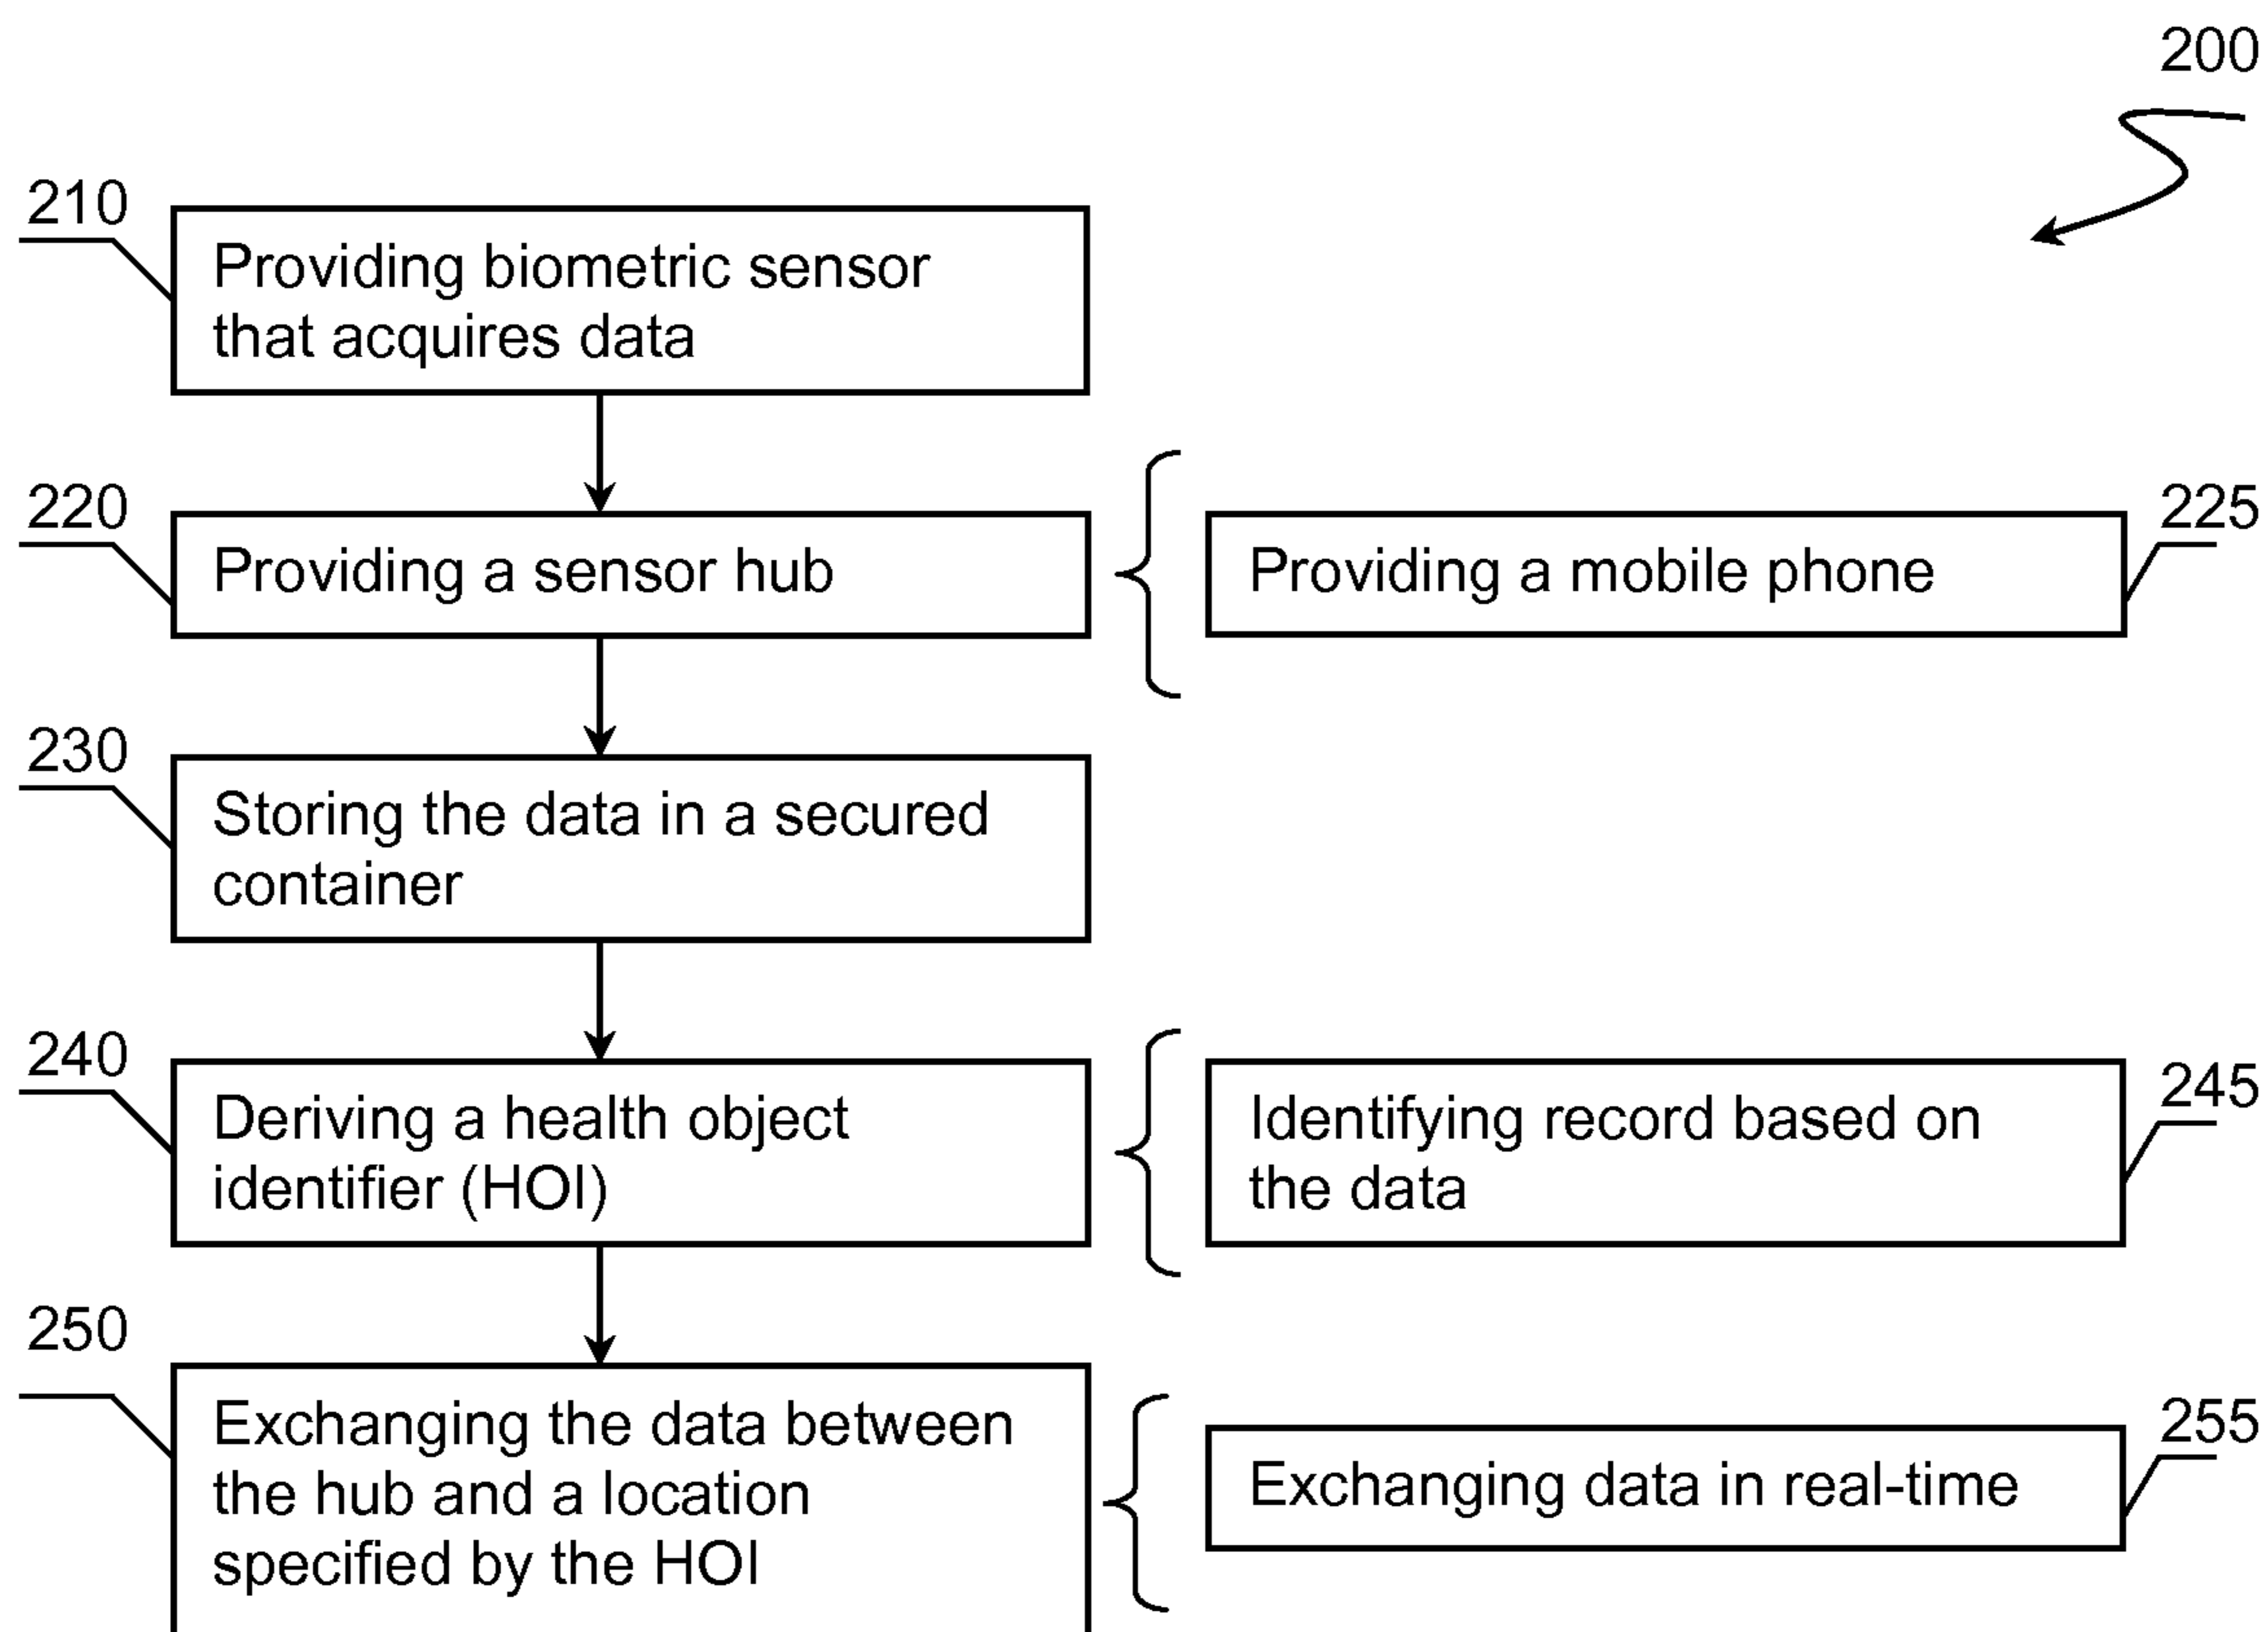 200
210
Providing biometric sensor
that acquires data
220
Providing a sensor hub
225
Providing a mobile phone
230
Storing the data in a secured
container
240
Deriving a health object
identifier (HOI)
245
Identifying record based on
the data
250
Exchanging the data between
the hub and a location
specified by the HOI
255
Exchanging data in real-time